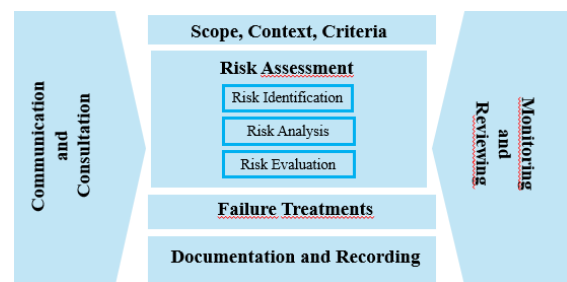 Communication
and
Consultation
Scope, Context, Criteria
Risk Assessment
Risk Identification
Risk Analysis
Risk Evaluation
Failure Treatments
Documentation and Recording
Monitoring
and
Reviewing